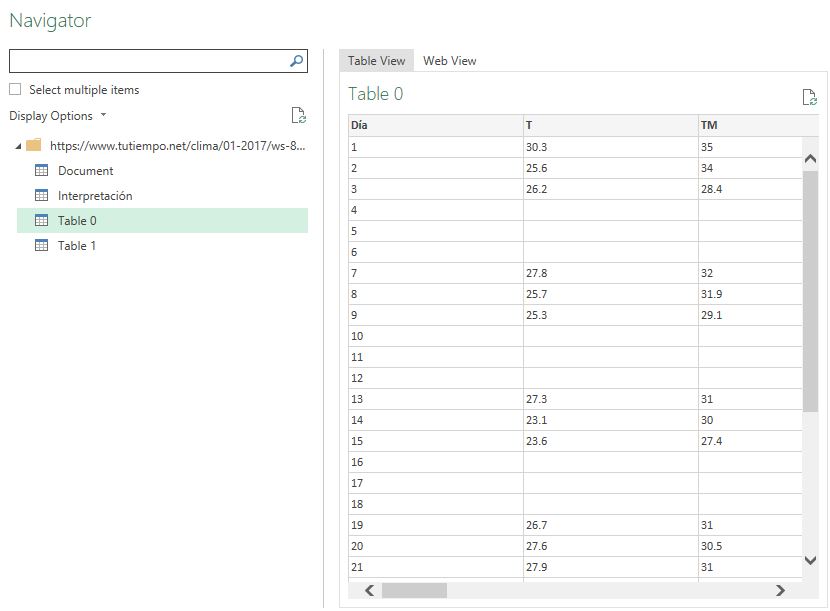 Navigator
Select multiple items
Display Options
https://www.tutiempo.net/clima/01-2017/ws-8...
Document
Interpretación
Table 0
Table 1
Table View Web View
Table 0
Día T TM
1 30.3 35
2 25.6 34
3 26.2 28.4
4
5
6
7 27.8 32
8 25.7 31.9
9 25.3 29.1
10
11
12
13 27.3 31
14 23.1 30
15 23.6 27.4
16
17
18
19 26.7 31
20 27.6 30.5
21 27.9 31